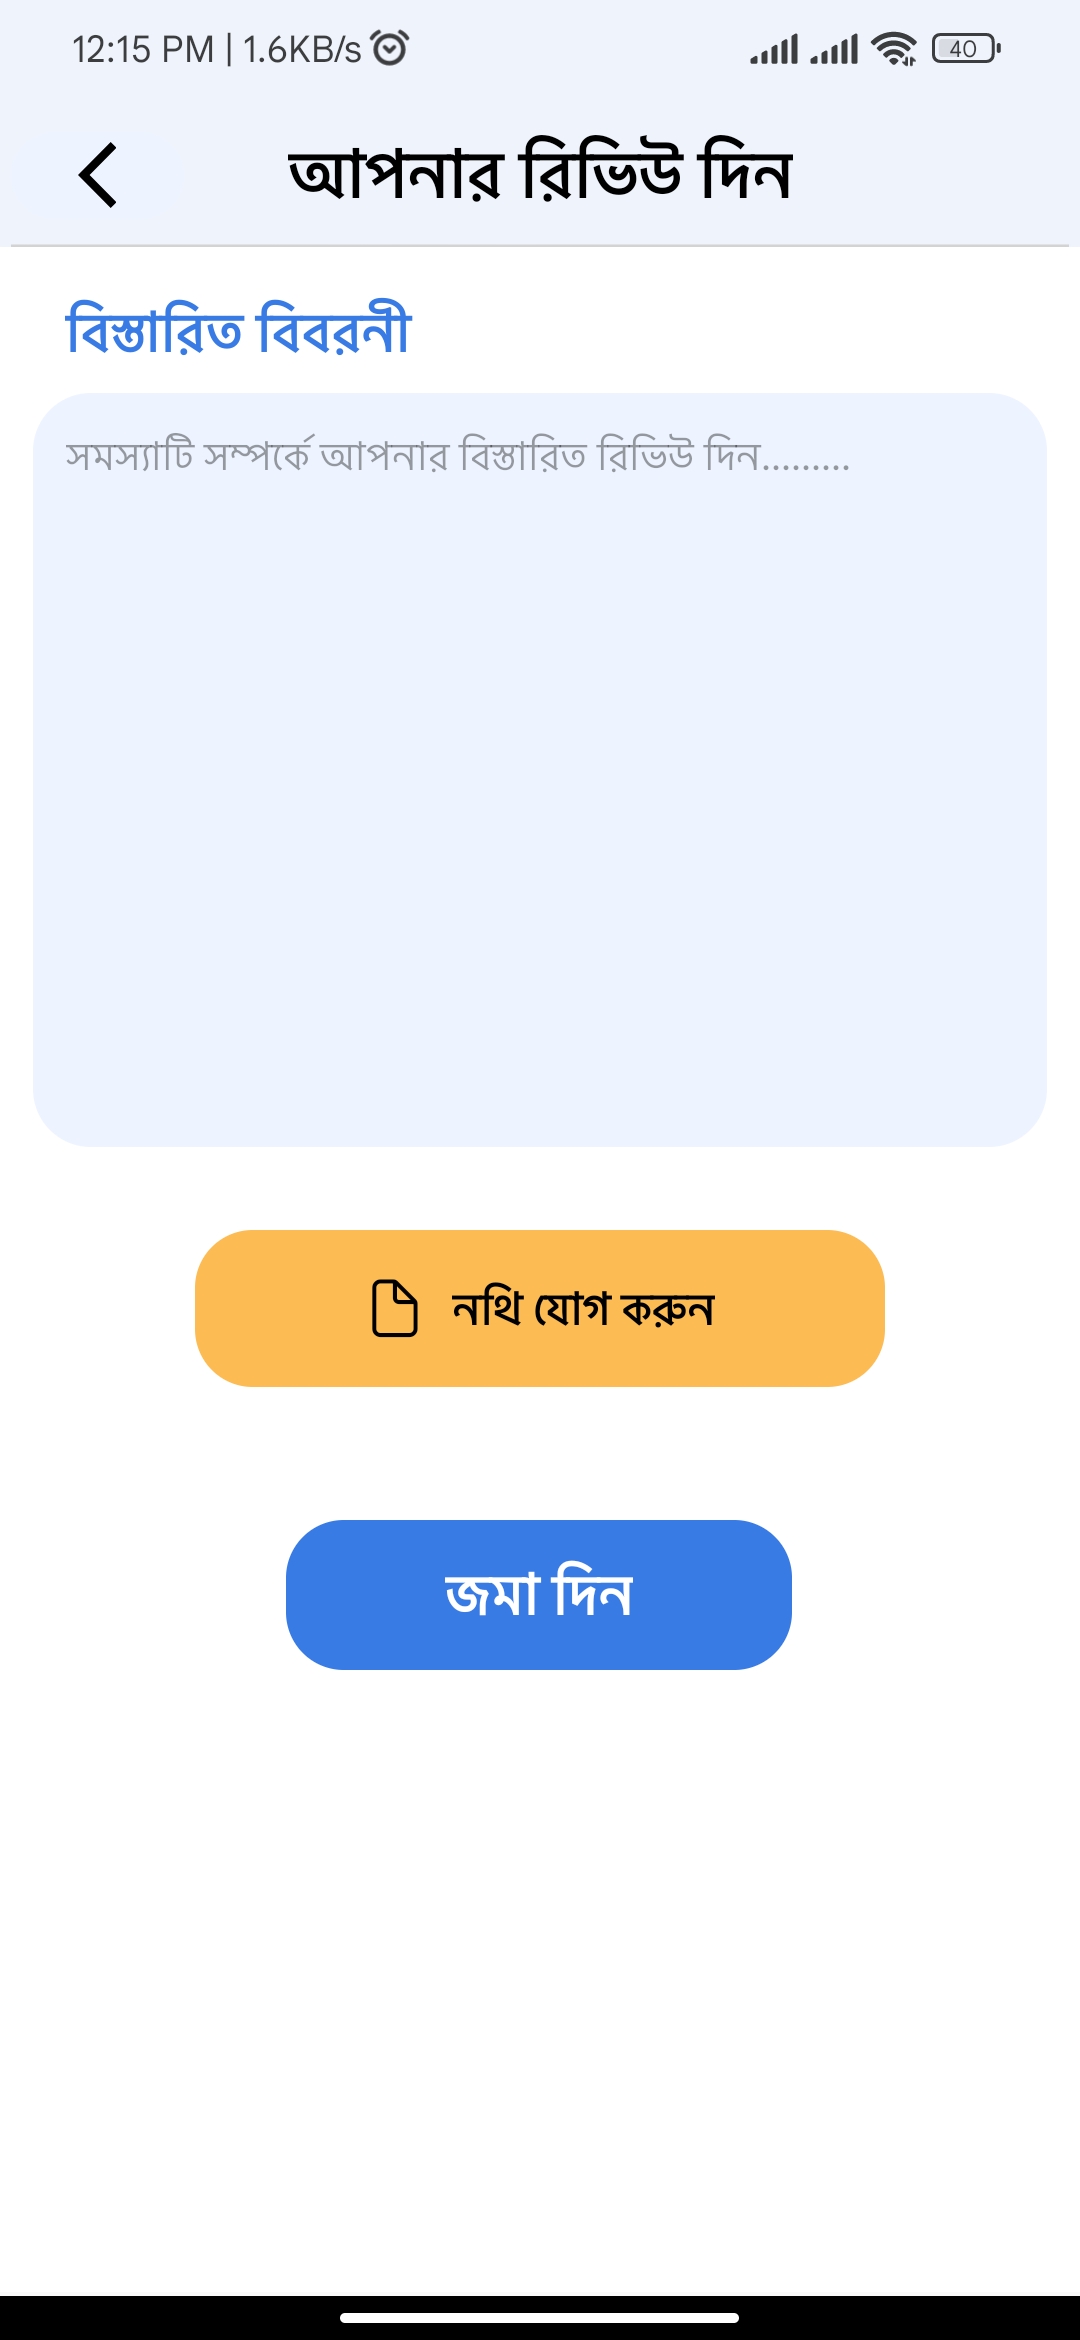 12:15 PM | 1.6KB/s 40
আপনার রিভিউ দিন
বিস্তারিত বিবরনী
সমস্যাটি সম্পর্কে আপনার বিস্তারিত রিভিউ দিন.........
নথি যোগ করুন
জমা দিন